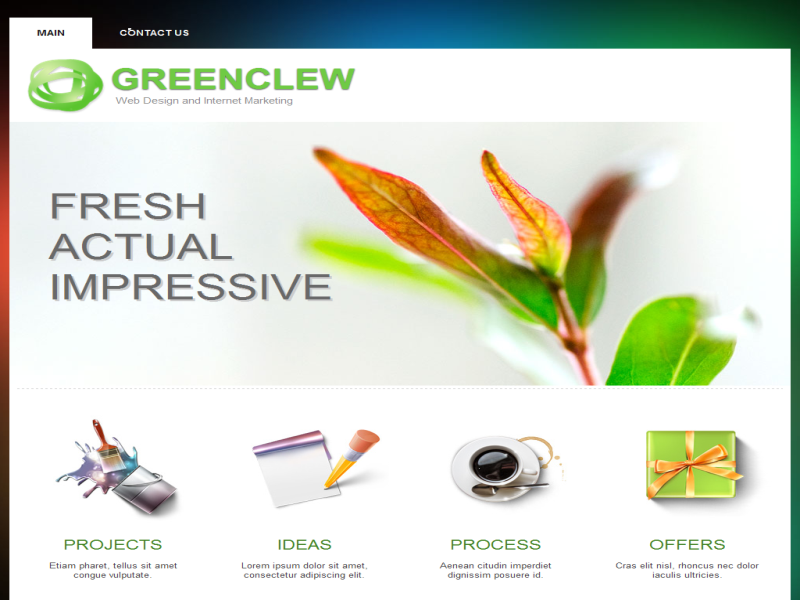 MAIN
CONTACT US
GREENCLEW
Web Design and Internet Marketing
FRESH
ACTUAL
IMPRESSIVE
PROJECTS
Etiam pharet, tellus sit amet
congue vulputate.
IDEAS
Lorem ipsum dolor sit amet,
consectetur adipiscing elit.
PROCESS
Aenean citudin imperdiet
dignissim posuere id.
OFFERS
Cras elit nisl, rhoncus nec dolor
iaculis ultricies.